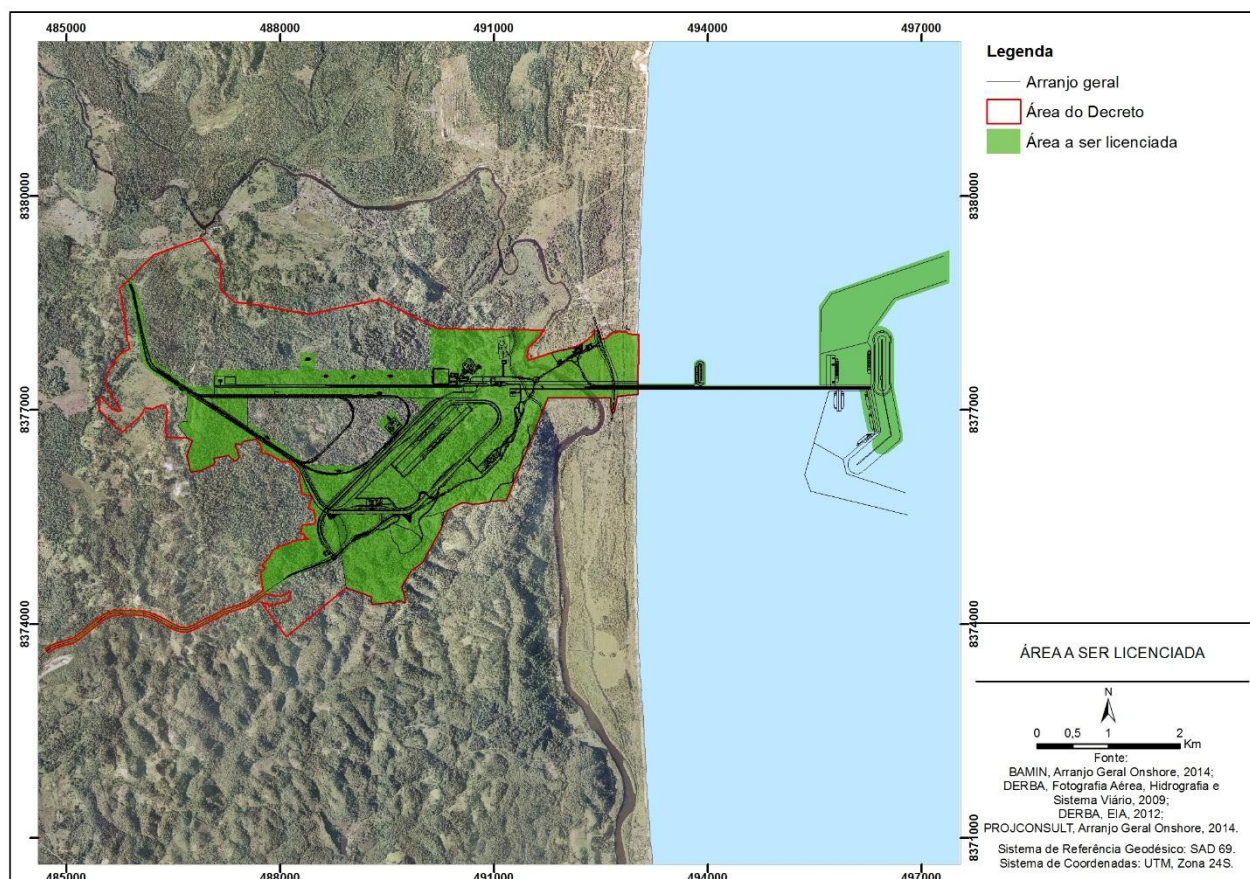 485000 488000 491000 494000 497000
8380000 8380000
8377000 8377000
8374000 8374000
8371000 8371000
485000 488000 491000 494000 497000
Legenda
Arranjo geral
Área do Decreto
Área a ser licenciada
ÁREA A SER LICENCIADA
N
0 0,5 1 2
Km
Fonte:
BAMIN, Arranjo Geral Onshore, 2014;
DERBA, Fotografia Aérea, Hidrografia e
Sistema Viário, 2009;
DERBA, EIA, 2012;
PROJCONSULT, Arranjo Geral Onshore, 2014.
Sistema de Referência Geodésico: SAD 69.
Sistema de Coordenadas: UTM, Zona 24S.